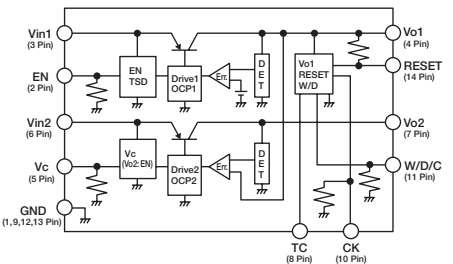 Vin1
(3 Pin)
EN
(2 Pin)
Vin2
(6 Pin)
Vc
(5 Pin)
GND
(1,9,12,13 Pin)
EN
TSD
Drive1
OCP1
Err.
D
E
T
Vo1
RESET
W/D
Vc
(Vo2: EN)
Drive2
OCP2
Err.
D
E
T
Vo1
(4 Pin)
RESET
(14 Pin)
Vo2
(7 Pin)
W/D/C
(11 Pin)
TC
(8 Pin)
CK
(10 Pin)